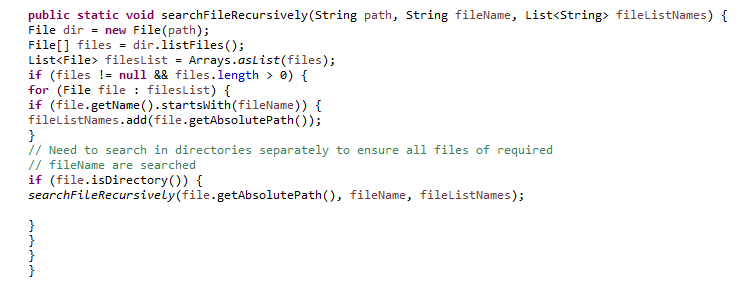 public static void searchFileRecursively(String path, String fileName, List<String> fileListNames) {
File dir = new File(path);
File[] files = dir.listFiles();
List<File> filesList = Arrays.asList(files);
if (files != null && files.length > 0) {
for (File file : filesList) {
if (file.getName().startsWith(fileName)) {
fileListNames.add(file.getAbsolutePath());
}
// Need to search in directories separately to ensure all files of required
// fileName are searched
if (file.isDirectory()) {
searchFileRecursively(file.getAbsolutePath(), fileName, fileListNames);
}
}
}
}